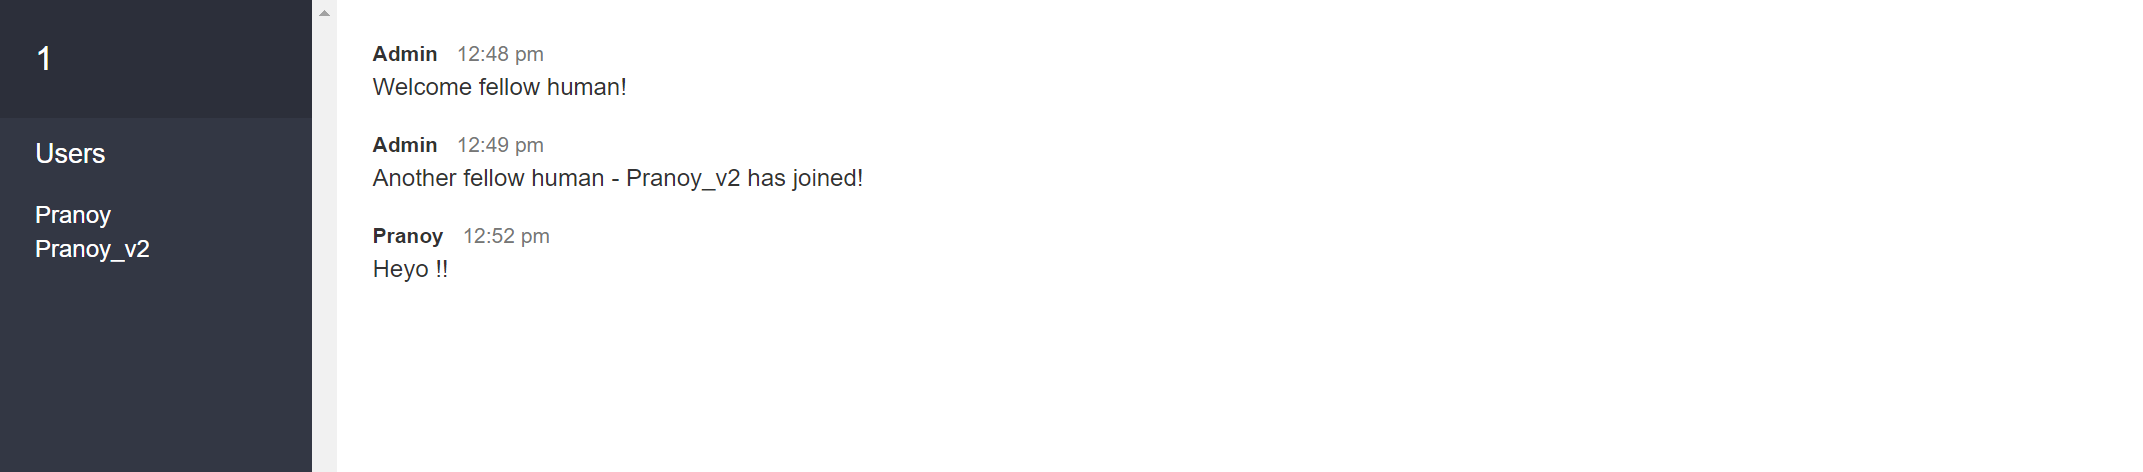 1
Users
Pranoy
Pranoy_v2
Admin 12:48 pm
Welcome fellow human!
Admin 12:49 pm
Another fellow human - Pranoy_v2 has joined!
Pranoy 12:52 pm
Heyo !!